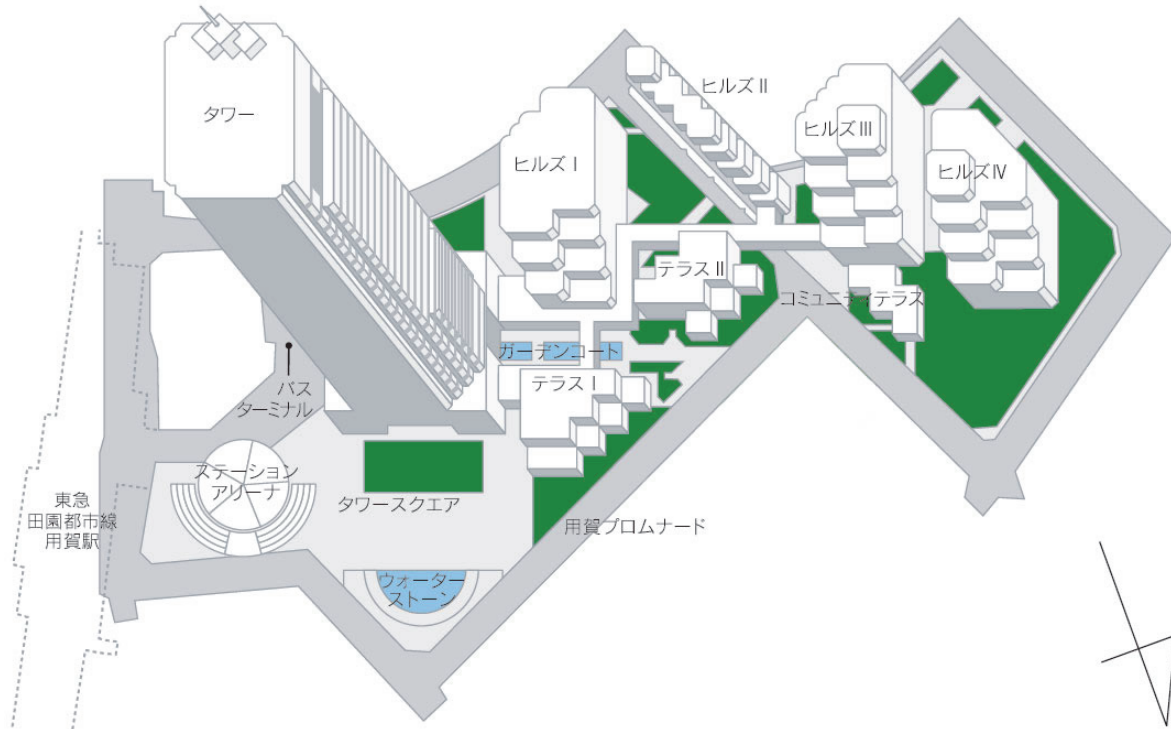 タワー
ヒルズⅠ
ヒルズⅡ
ヒルズⅢ
ヒルズⅣ
テラスⅡ
コミュニティテラス
ガーデンコート
テラスⅠ
バス
ターミナル
ステーション
アリーナ
タワースクエア
東急
田園都市線
用賀駅
用賀プロムナード
ウォーター
ストーン